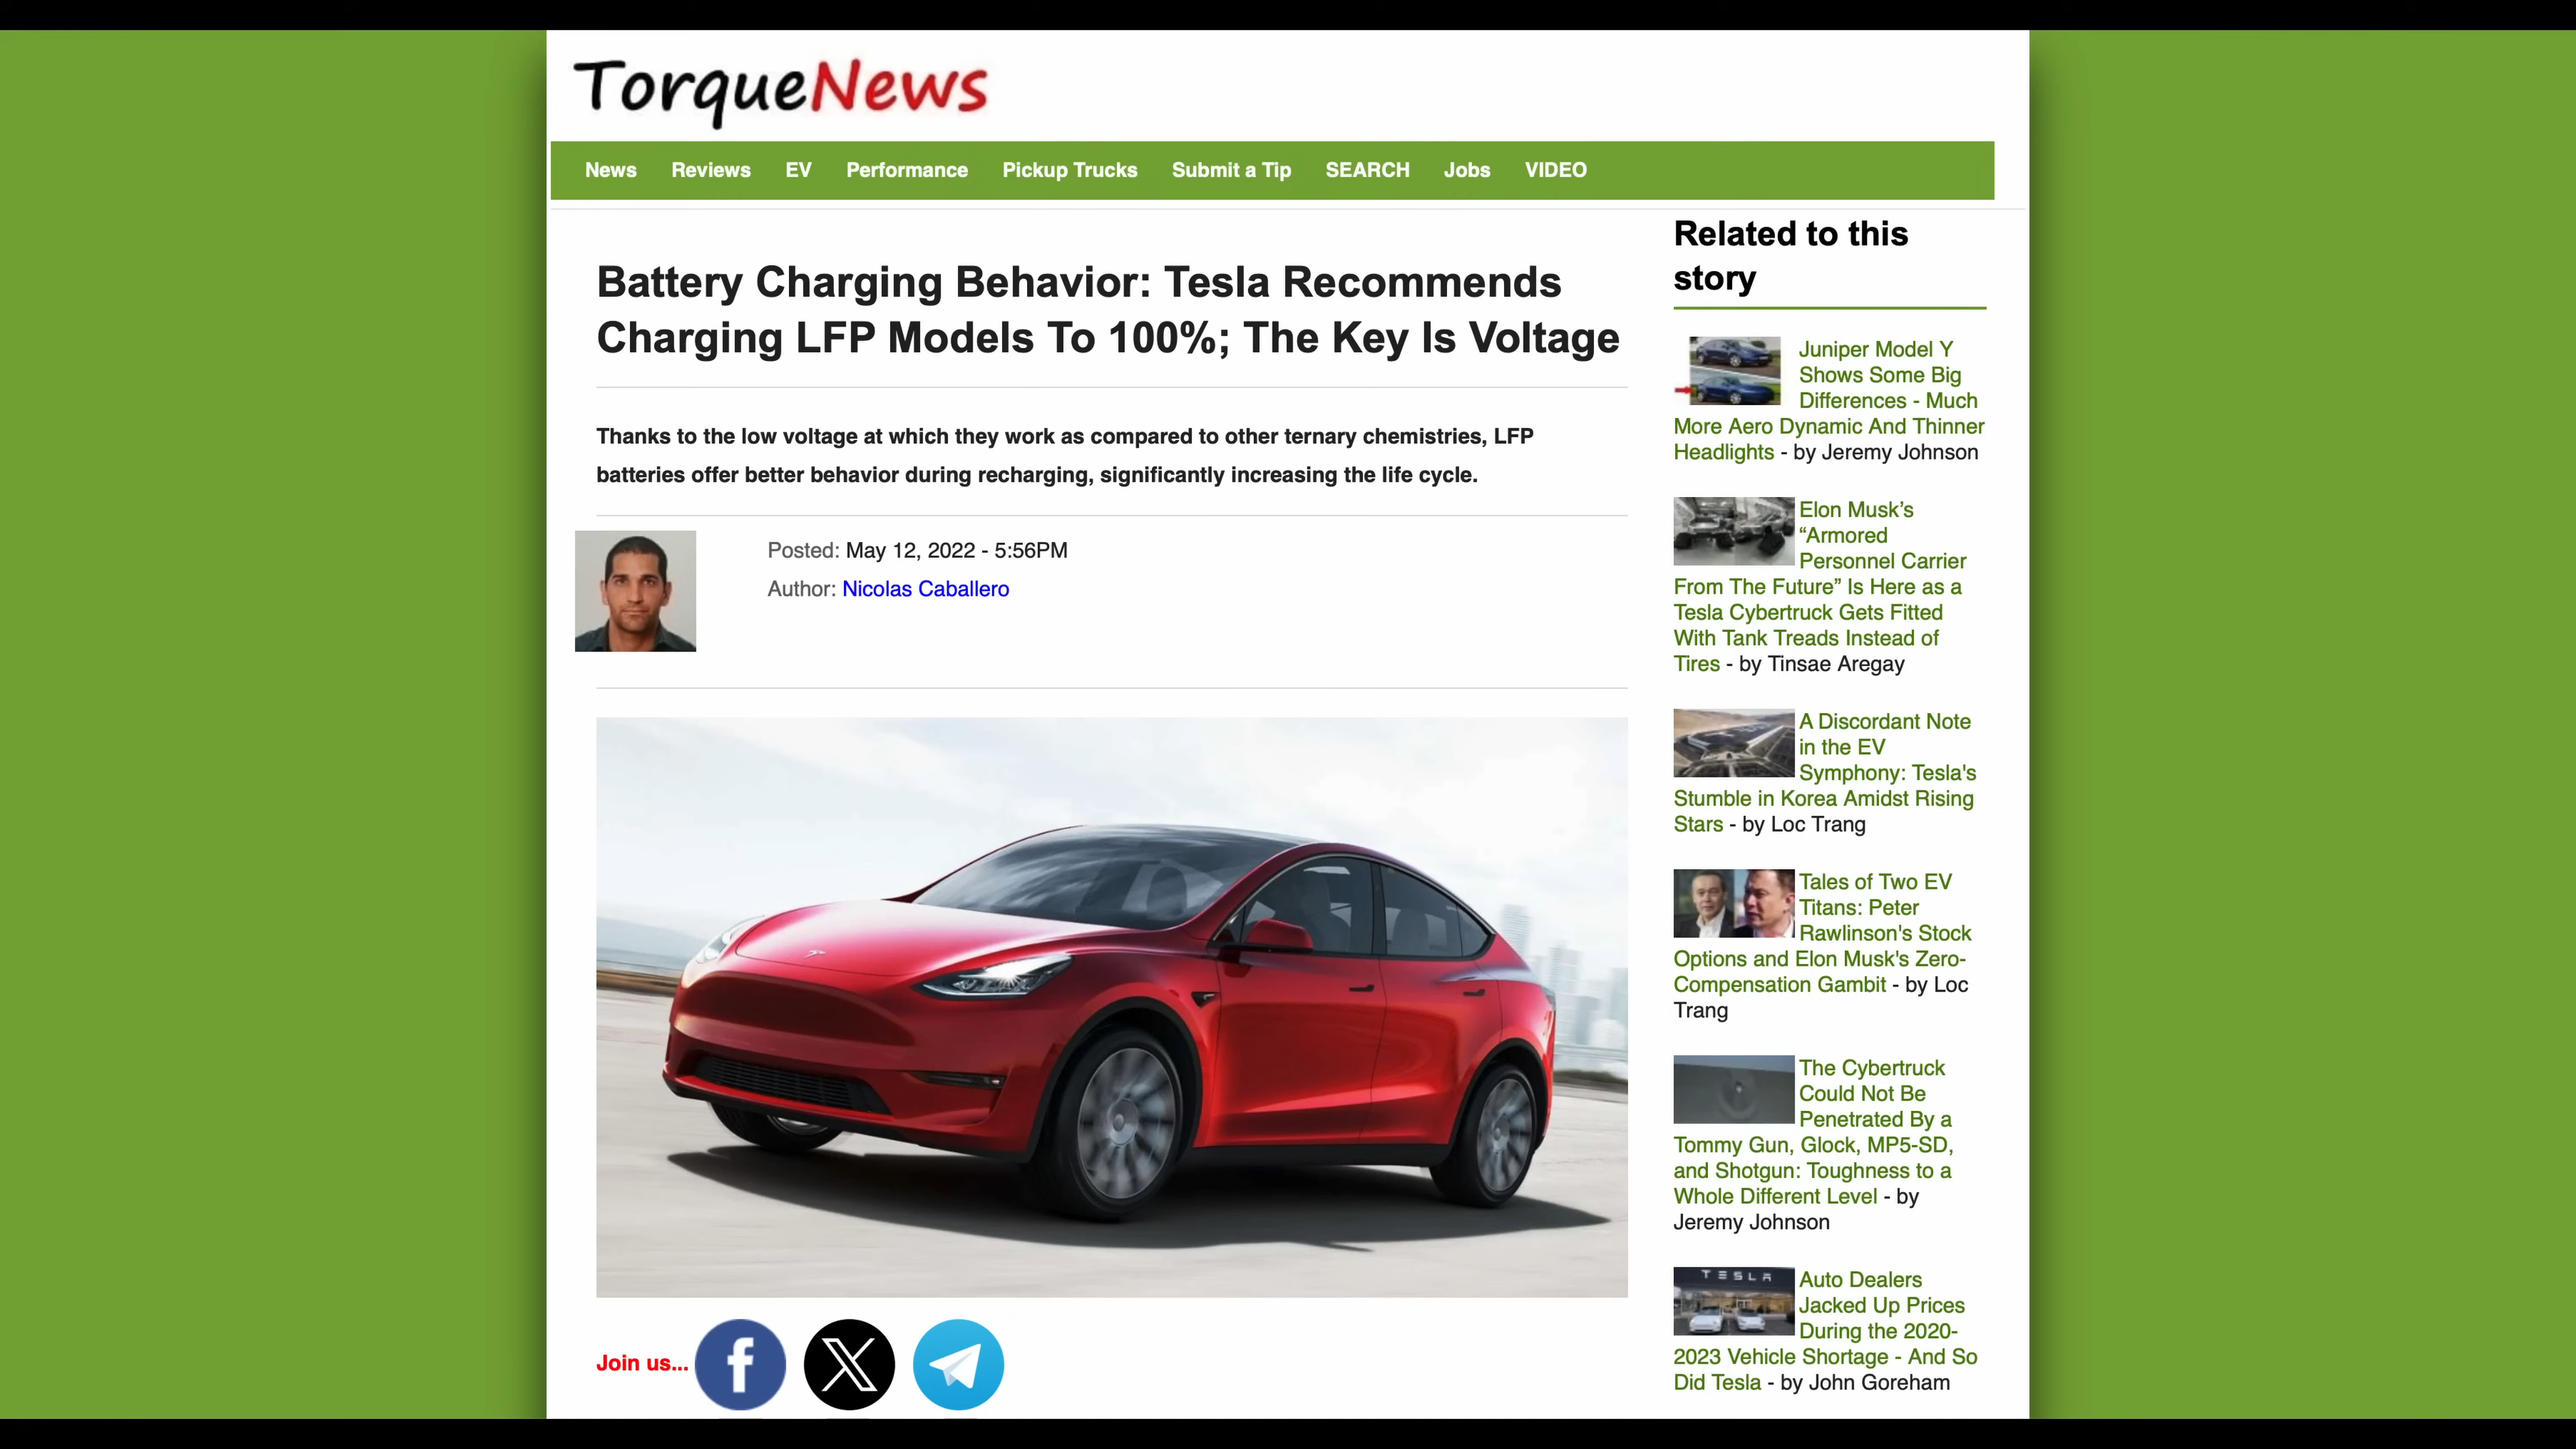 TorqueNews
News Reviews EV Performance Pickup Trucks Submit a Tip SEARCH Jobs VIDEO
Battery Charging Behavior: Tesla Recommends
Charging LFP Models To 100%; The Key Is Voltage
Thanks to the low voltage at which they work as compared to other ternary chemistries, LFP
batteries offer better behavior during recharging, significantly increasing the life cycle.
Posted: May 12, 2022 - 5:56PM
Author: Nicolas Caballero
Join us...
Related to this
story
Juniper Model Y
Shows Some Big
Differences - Much
More Aero Dynamic And Thinner
Headlights - by Jeremy Johnson
Elon Musk’s
“Armored
Personnel Carrier
From The Future” Is Here as a
Tesla Cybertruck Gets Fitted
With Tank Treads Instead of
Tires - by Tinsae Aregay
A Discordant Note
in the EV
Symphony: Tesla's
Stumble in Korea Amidst Rising
Stars - by Loc Trang
Tales of Two EV
Titans: Peter
Rawlinson's Stock
Options and Elon Musk's Zero-
Compensation Gambit - by Loc
Trang
The Cybertruck
Could Not Be
Penetrated By a
Tommy Gun, Glock, MP5-SD,
and Shotgun: Toughness to a
Whole Different Level - by
Jeremy Johnson
TESLA
Auto Dealers
Jacked Up Prices
During the 2020-
2023 Vehicle Shortage - And So
Did Tesla - by John Goreham